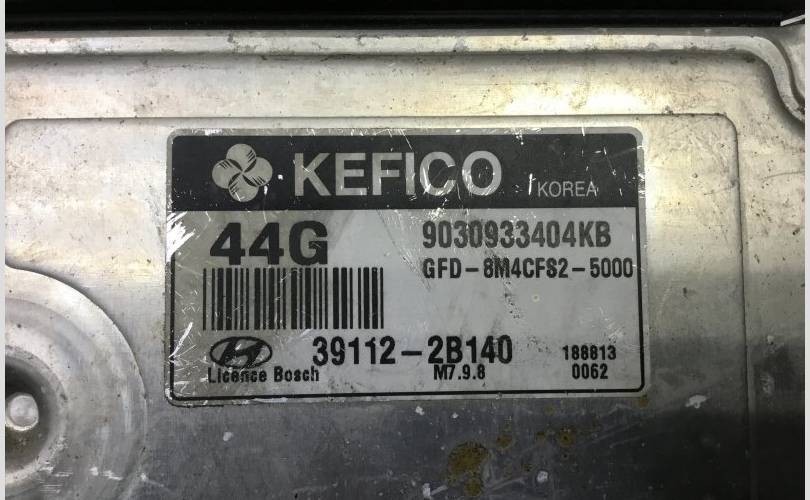 KEFICO KOREA
44G 9030933404KB
GFD-8M4CFS2-5000
39112-2B140 188813
Licence Bosch M7.9.8 0062